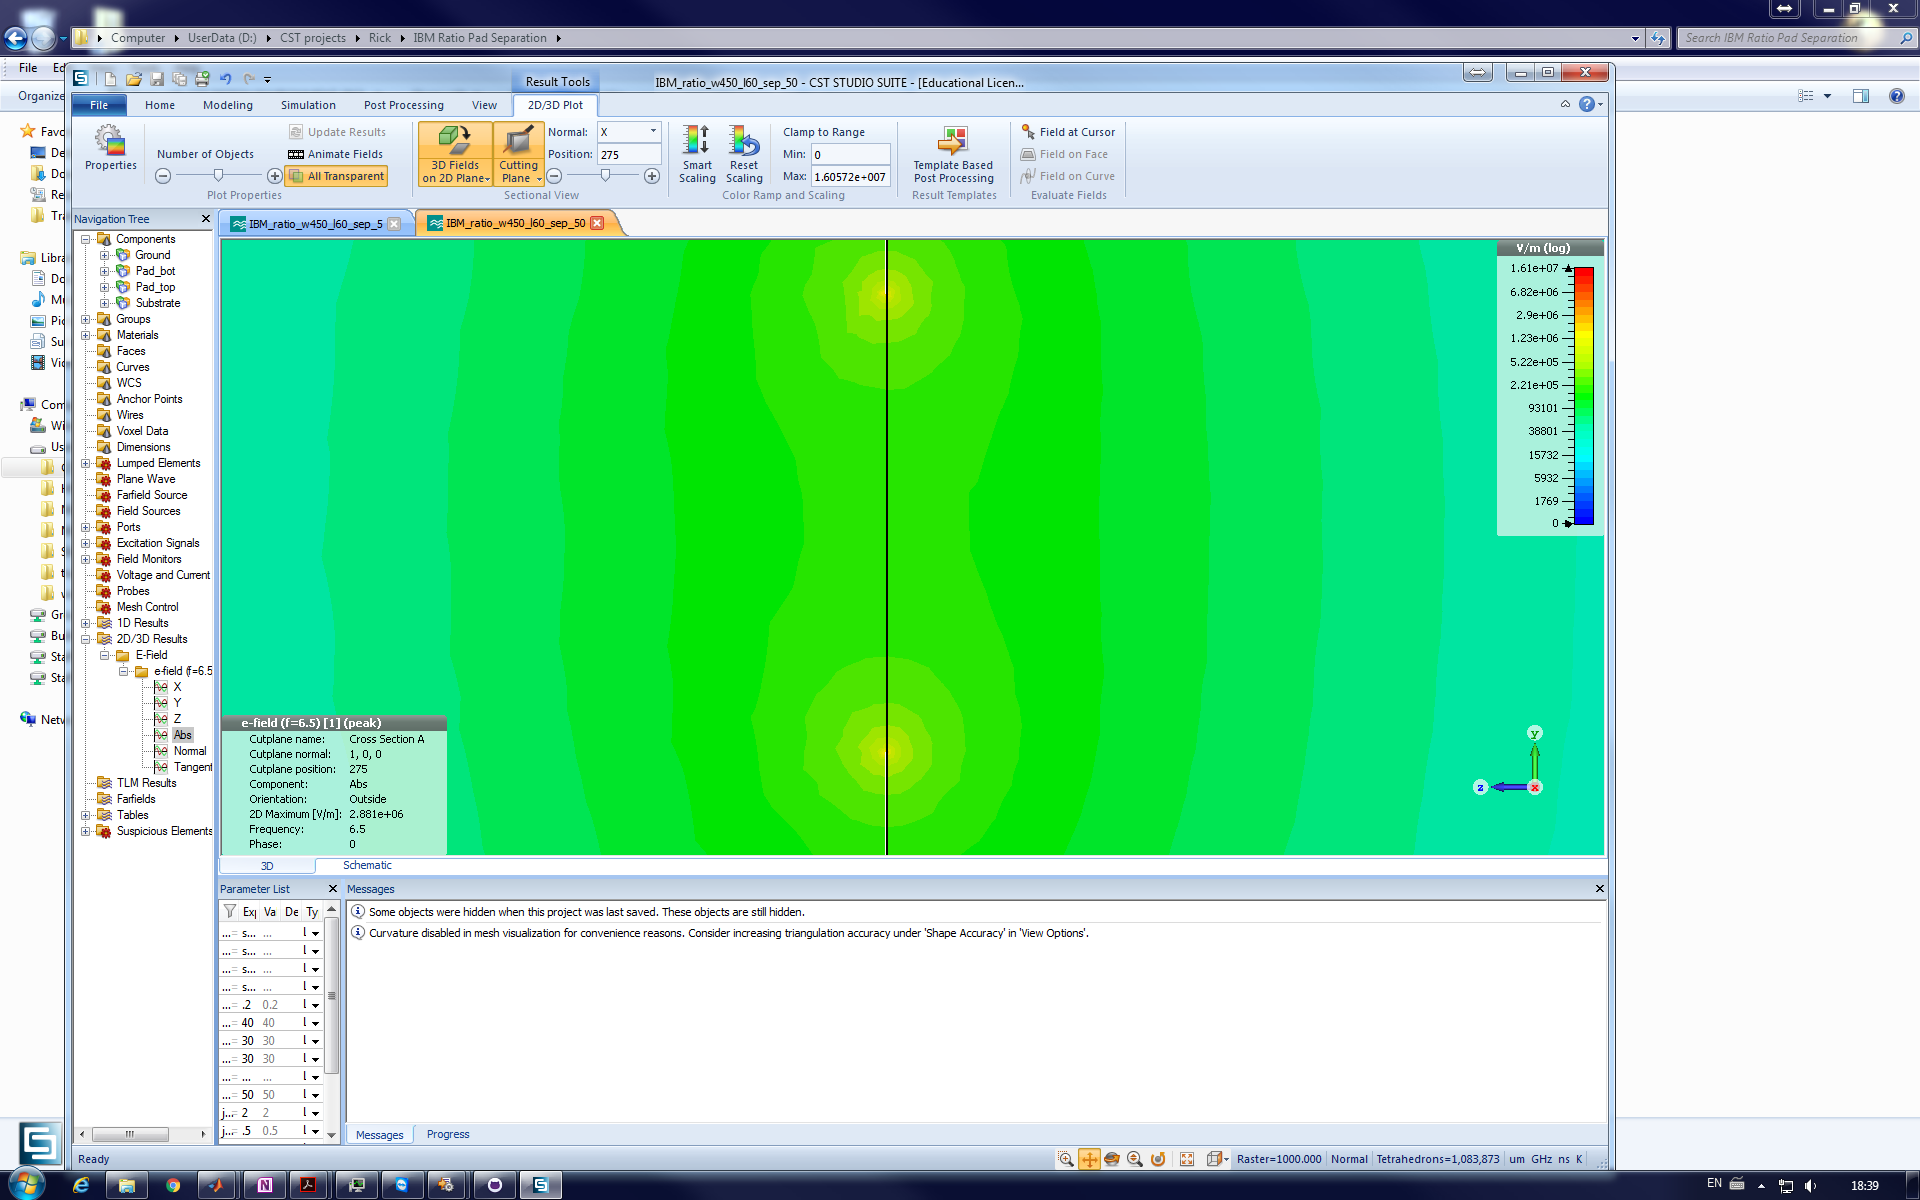 Computer UserData (D:) CST projects Rick IBM Ratio Pad Separation
Search IBM Ratio Pad Separation
File Ed
Organize
Result Tools
IBM_ratio_w450_l60_sep_50 - CST STUDIO SUITE - [Educational Licen...
File Home Modeling Simulation Post Processing View 2D/3D Plot
Properties
Number of Objects
Update Results
Animate Fields
All Transparent
Plot Properties
3D Fields
on 2D Plane
Cutting
Plane
Normal: X
Position: 275
Sectional View
Smart
Scaling
Reset
Scaling
Clamp to Range
Min: 0
Max: 1.60572e+007
Color Ramp and Scaling
Template Based
Post Processing
Result Templates
Field at Cursor
Field on Face
Field on Curve
Evaluate Fields
Favo
De
Do
Re
Tra
Libra
Do
Mu
Pic
Su
Vid
Com
Wi
Us
Gr
Bu
Sta
Sta
Netw
Navigation Tree
Components
Ground
Pad_bot
Pad_top
Substrate
Groups
Materials
Faces
Curves
WCS
Anchor Points
Wires
Voxel Data
Dimensions
Lumped Elements
Plane Wave
Farfield Source
Field Sources
Ports
Excitation Signals
Field Monitors
Voltage and Current
Probes
Mesh Control
1D Results
2D/3D Results
E-Field
e-field (f=6.5
X
Y
Z
Abs
Normal
Tangent
TLM Results
Farfields
Tables
Suspicious Elements
IBM_ratio_w450_l60_sep_5
IBM_ratio_w450_l60_sep_50
V/m (log)
1.61e+07
6.82e+06
2.9e+06
1.23e+06
5.22e+05
2.21e+05
93101
38801
15732
5932
1769
0
y
z
x
e-field (f=6.5) [1] (peak)
Cutplane name: Cross Section A
Cutplane normal: 1, 0, 0
Cutplane position: 275
Component: Abs
Orientation: Outside
2D Maximum [V/m]: 2.881e+06
Frequency: 6.5
Phase: 0
3D Schematic
Parameter List
Exp Va De Ty
...= s... ...
...= s... ...
...= s... ...
...= s... ...
...= .2 0.2
...= 40 40
...= 30 30
...= 30 30
...= ... ...
...= 50 50
j...= 2 2
j...= .5 0.5
Messages
Some objects were hidden when this project was last saved. These objects are still hidden.
Curvature disabled in mesh visualization for convenience reasons. Consider increasing triangulation accuracy under 'Shape Accuracy' in 'View Options'.
Messages Progress
Ready
Raster=1000.000 Normal Tetrahedrons=1,083,873 um GHz ns K
EN
18:39